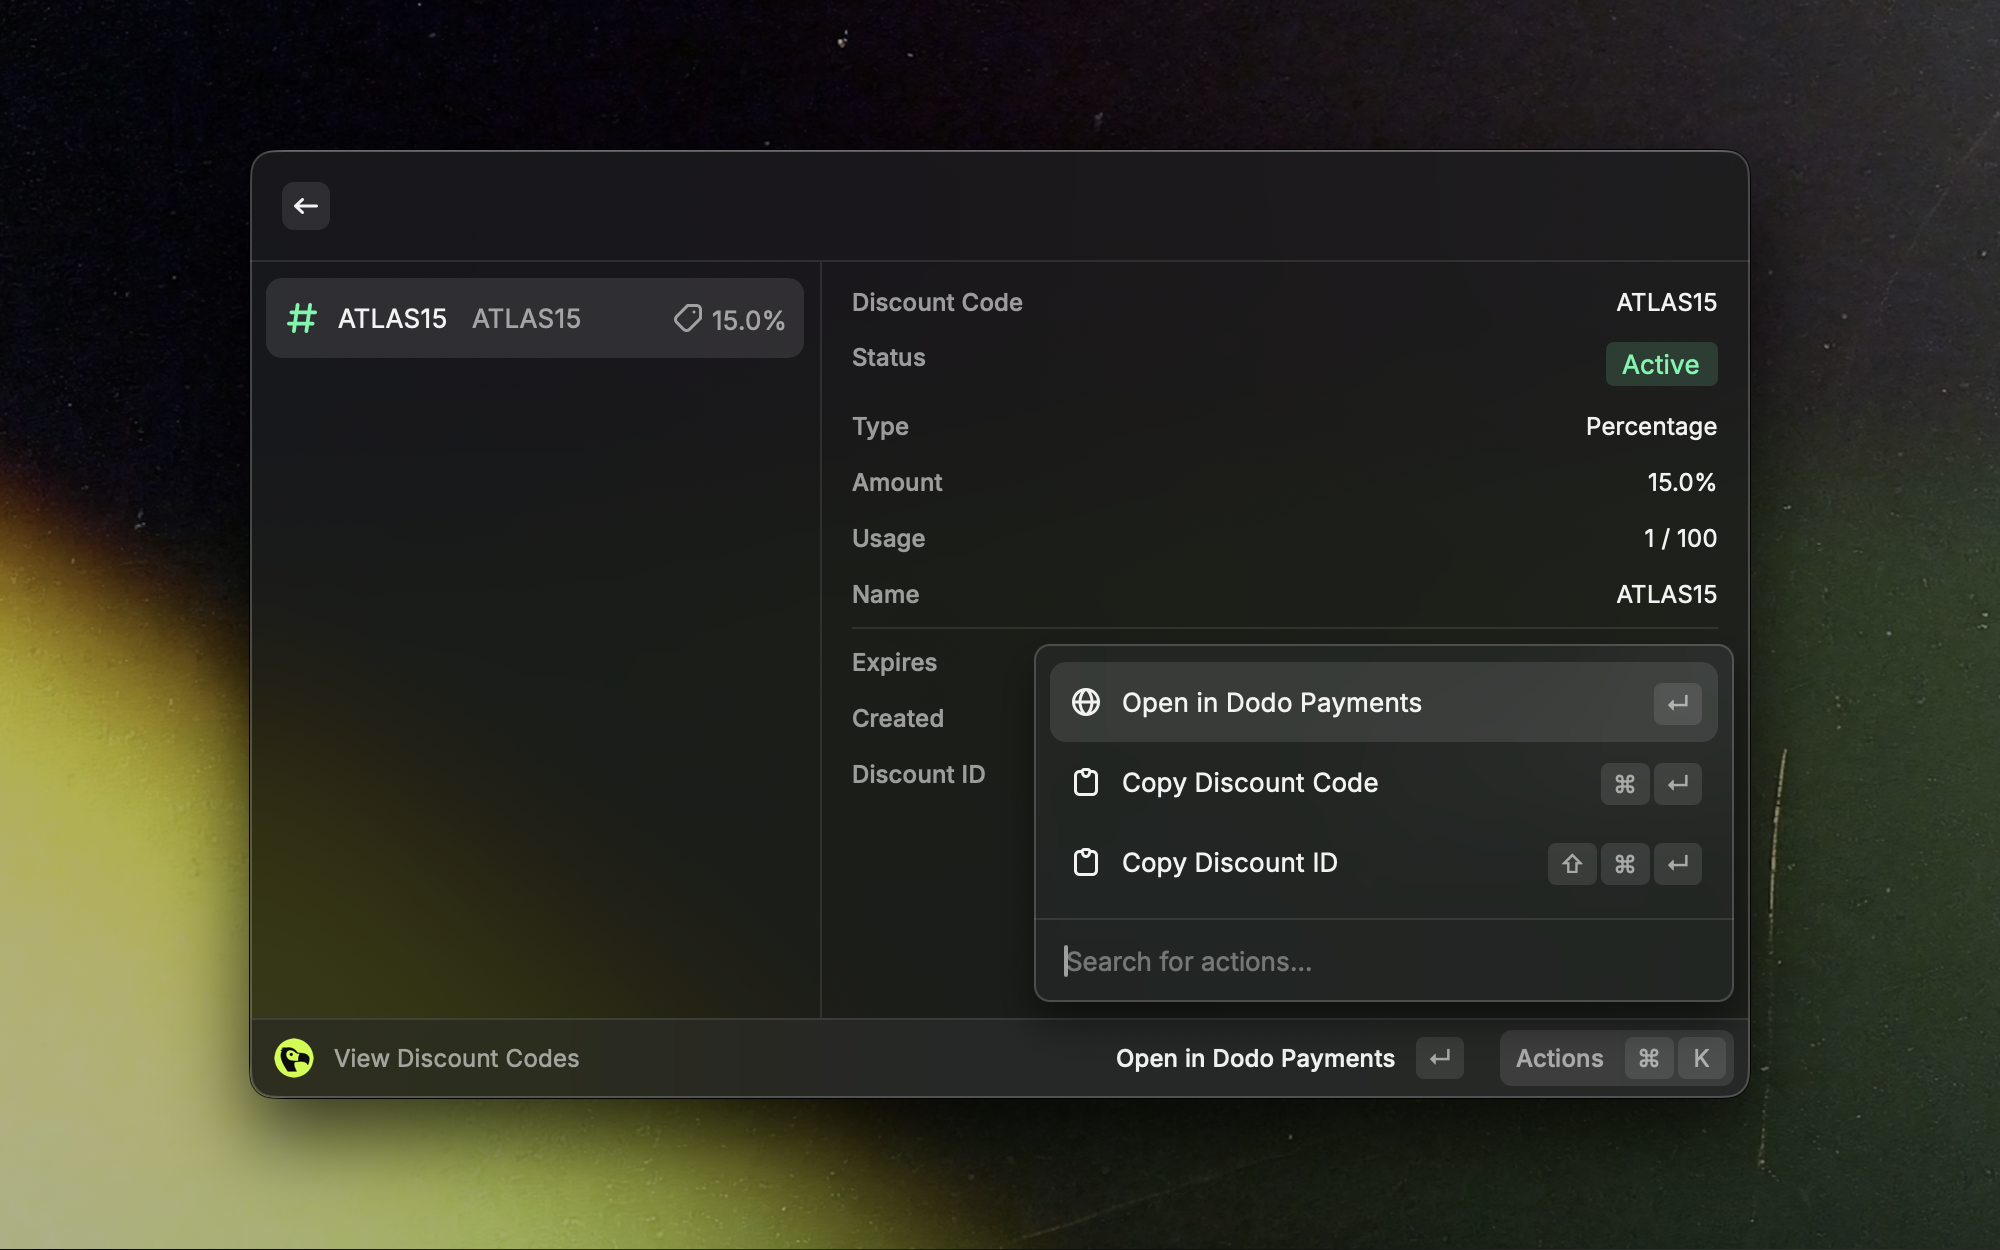 ATLAS15 ATLAS15 15.0%
Discount Code ATLAS15
Status Active
Type Percentage
Amount 15.0%
Usage 1 / 100
Name ATLAS15
Expires
Created
Discount ID
Open in Dodo Payments
Copy Discount Code ⌘
Copy Discount ID ⌘
Search for actions...
View Discount Codes Open in Dodo Payments Actions ⌘ K